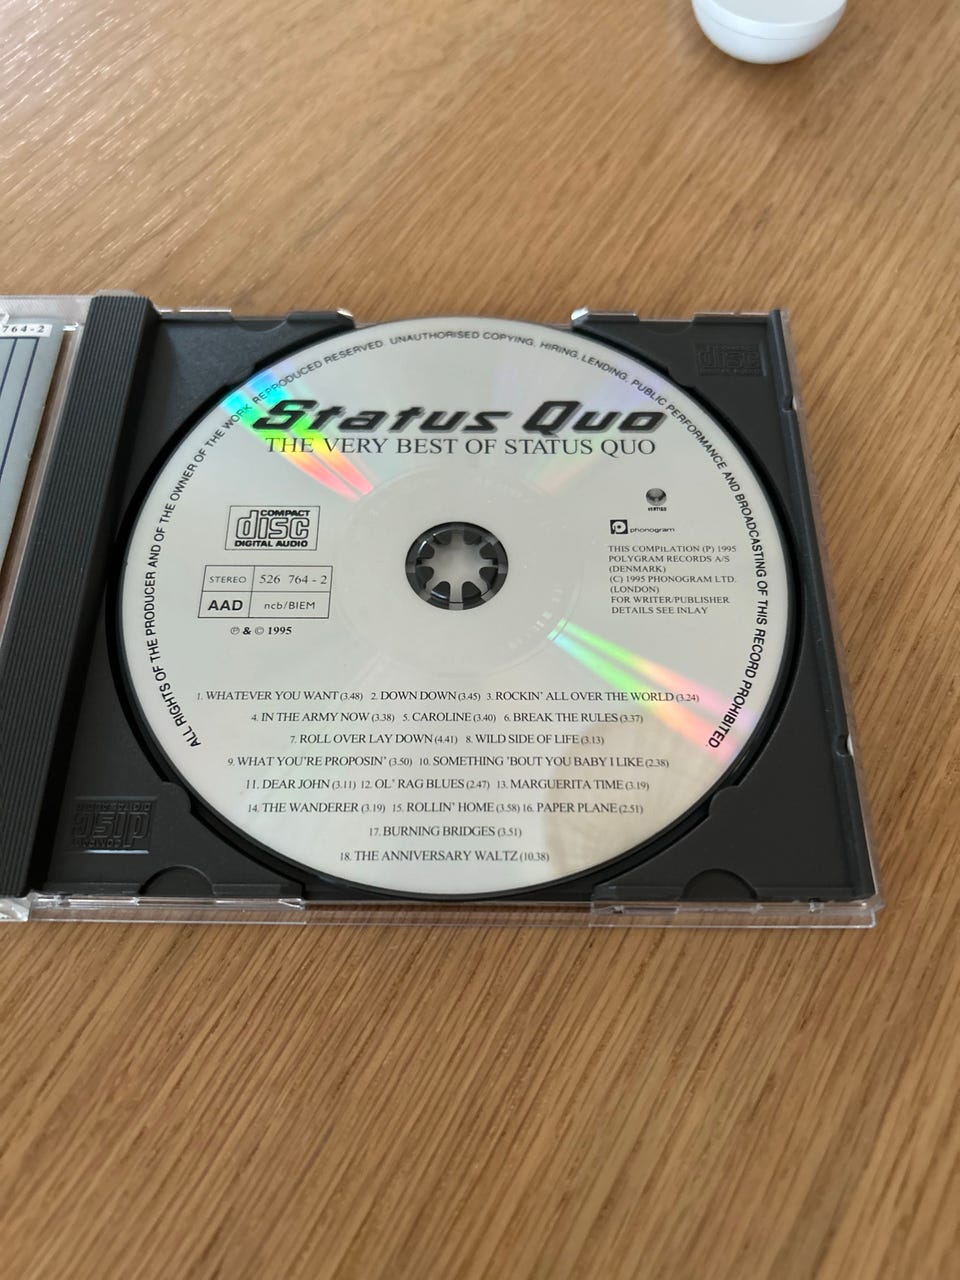 764-2
ALL RIGHTS OF THE PRODUCER AND OF THE OWNER OF THE WORK REPRODUCED RESERVED. UNAUTHORISED COPYING, HIRING, LENDING, PUBLIC PERFORMANCE AND BROADCASTING OF THIS RECORD PROHIBITED.
Status Quo
THE VERY BEST OF STATUS QUO
COMPACT
disc
DIGITAL AUDIO
STEREO 526 764-2
AAD ncb/BIEM
℗ & © 1995
VERTIGO
phonogram
THIS COMPILATION (P) 1995
POLYGRAM RECORDS A/S
(DENMARK)
(C) 1995 PHONOGRAM LTD.
(LONDON)
FOR WRITER/PUBLISHER
DETAILS SEE INLAY
1. WHATEVER YOU WANT (3.48) 2. DOWN DOWN (3.45) 3. ROCKIN' ALL OVER THE WORLD (3.24)
4. IN THE ARMY NOW (3.38) 5. CAROLINE (3.40) 6. BREAK THE RULES (3.37)
7. ROLL OVER LAY DOWN (4.41) 8. WILD SIDE OF LIFE (3.13)
9. WHAT YOU'RE PROPOSIN' (3.50) 10. SOMETHING 'BOUT YOU BABY I LIKE (2.38)
11. DEAR JOHN (3.11) 12. OL' RAG BLUES (2.47) 13. MARGUERITA TIME (3.19)
14. THE WANDERER (3.19) 15. ROLLIN' HOME (3.58) 16. PAPER PLANE (2.51)
17. BURNING BRIDGES (3.51)
18. THE ANNIVERSARY WALTZ (10.38)
disc
disc